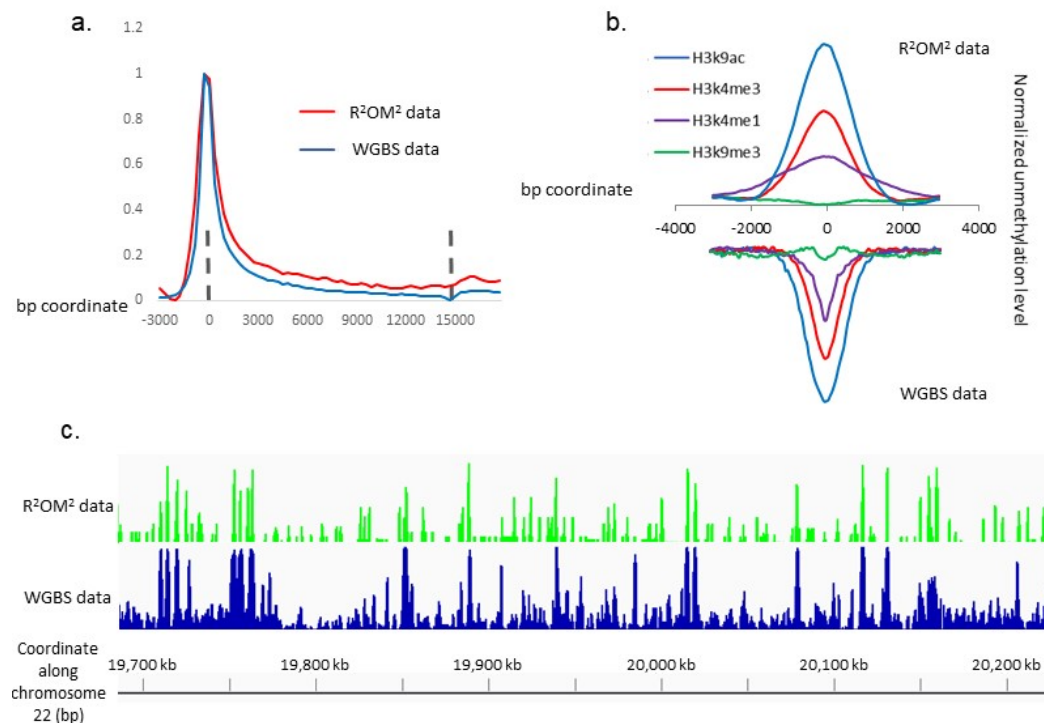 a.
1.2
1
0.8
0.6
0.4
0.2
0
R²OM² data
WGBS data
bp coordinate
-3000 0 3000 6000 9000 12000 15000
b.
H3k9ac
H3k4me3
H3k4me1
H3k9me3
R²OM² data
Normalized unmethylation level
bp coordinate
-4000 -2000 0 2000 4000
WGBS data
c.
R²OM² data
WGBS data
Coordinate
along
chromosome
22 (bp)
19,700 kb 19,800 kb 19,900 kb 20,000 kb 20,100 kb 20,200 kb